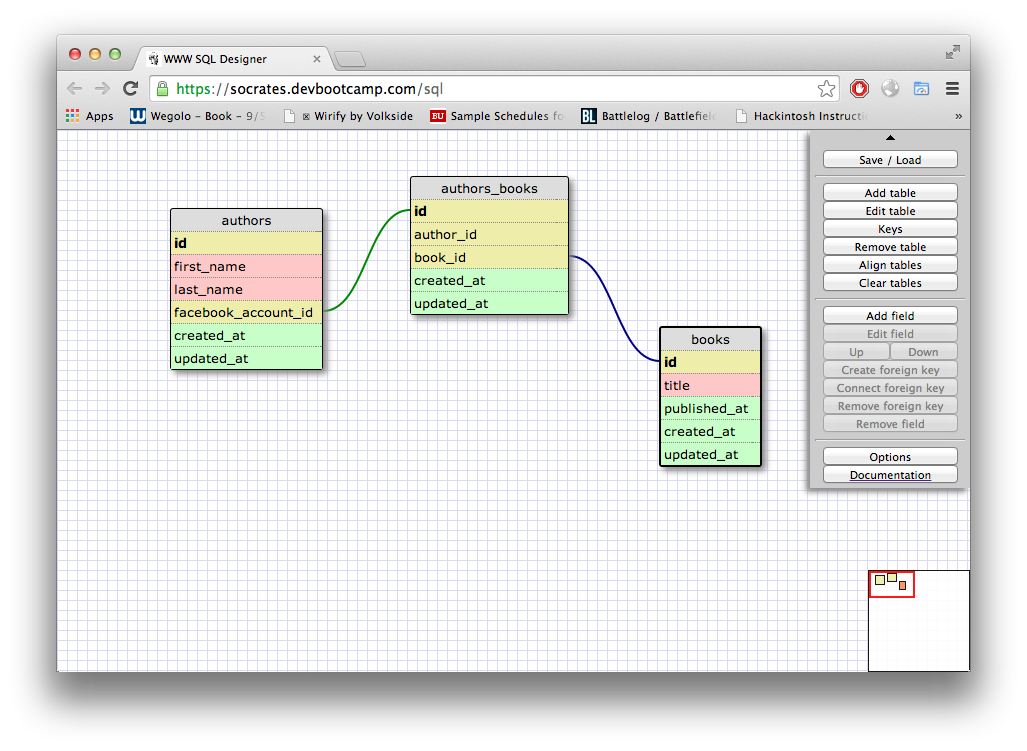 WWW SQL Designer
https://socrates.devbootcamp.com/sql
Apps
Wegolo – Book – 9/5
Wirify by Volkside
BU Sample Schedules fo
BL Battlelog / Battlefiel
Hackintosh Instructi
»
Save / Load
Add table
Edit table
Keys
Remove table
Align tables
Clear tables
Add field
Edit field
Up Down
Create foreign key
Connect foreign key
Remove foreign key
Remove field
Options
Documentation
authors
id
first_name
last_name
facebook_account_id
created_at
updated_at
authors_books
id
author_id
book_id
created_at
updated_at
books
id
title
published_at
created_at
updated_at